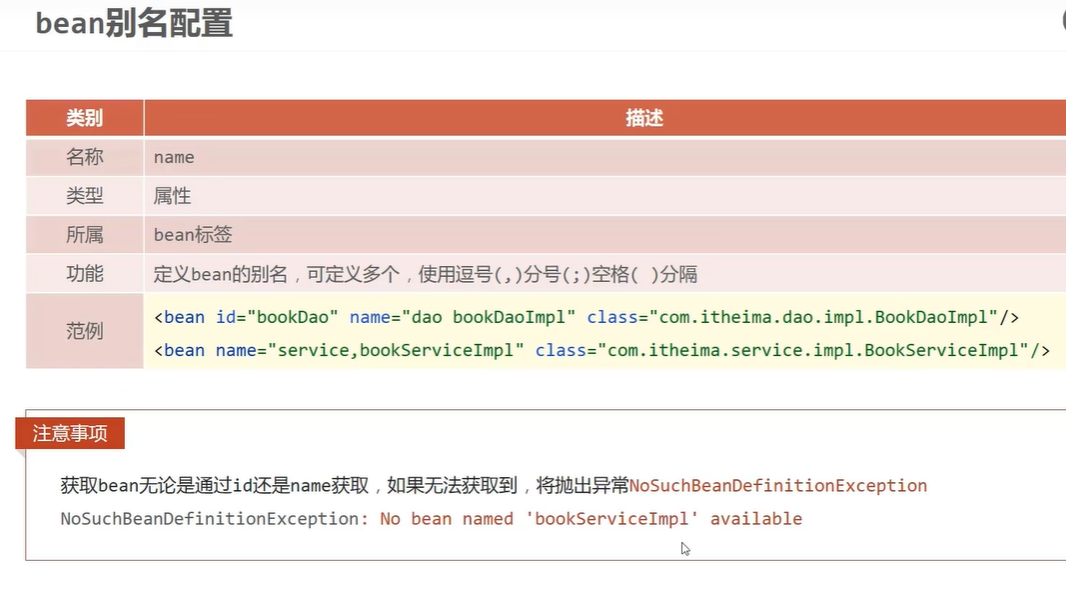 bean别名配置
类别 描述
名称 name
类型 属性
所属 bean标签
功能 定义bean的别名，可定义多个，使用逗号(,)分号(;)空格( )分隔
范例 <bean id="bookDao" name="dao bookDaoImpl" class="com.itheima.dao.impl.BookDaoImpl"/>
<bean name="service,bookServiceImpl" class="com.itheima.service.impl.BookServiceImpl"/>
注意事项
获取bean无论是通过id还是name获取，如果无法获取到，将抛出异常NoSuchBeanDefinitionException
NoSuchBeanDefinitionException: No bean named 'bookServiceImpl' available